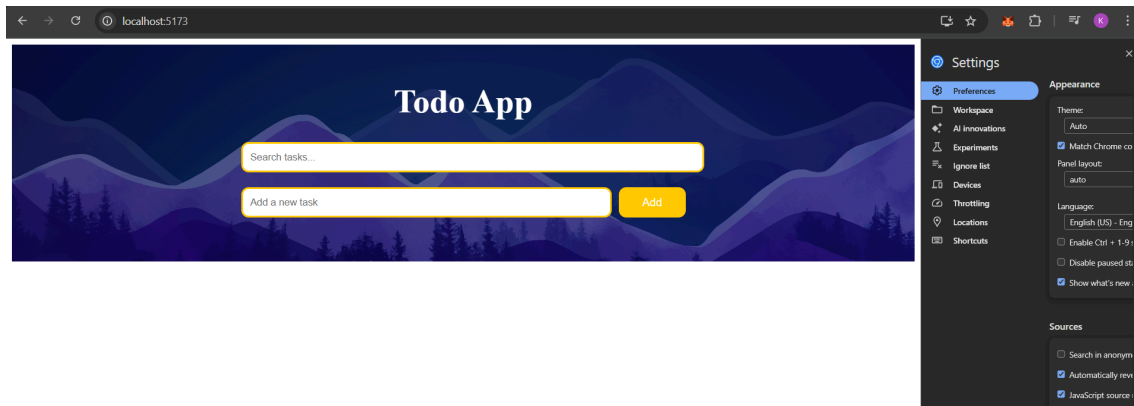 localhost:5173
K
Todo App
Search tasks...
Add a new task
Add
Settings
Preferences
Workspace
AI innovations
Experiments
Ignore list
Devices
Throttling
Locations
Shortcuts
Appearance
Theme:
Auto
Match Chrome co
Panel layout:
auto
Language:
English (US) - Eng
Enable Ctrl + 1-9 s
Disable paused sta
Show what's new
Sources
Search in anonym
Automatically reve
JavaScript source